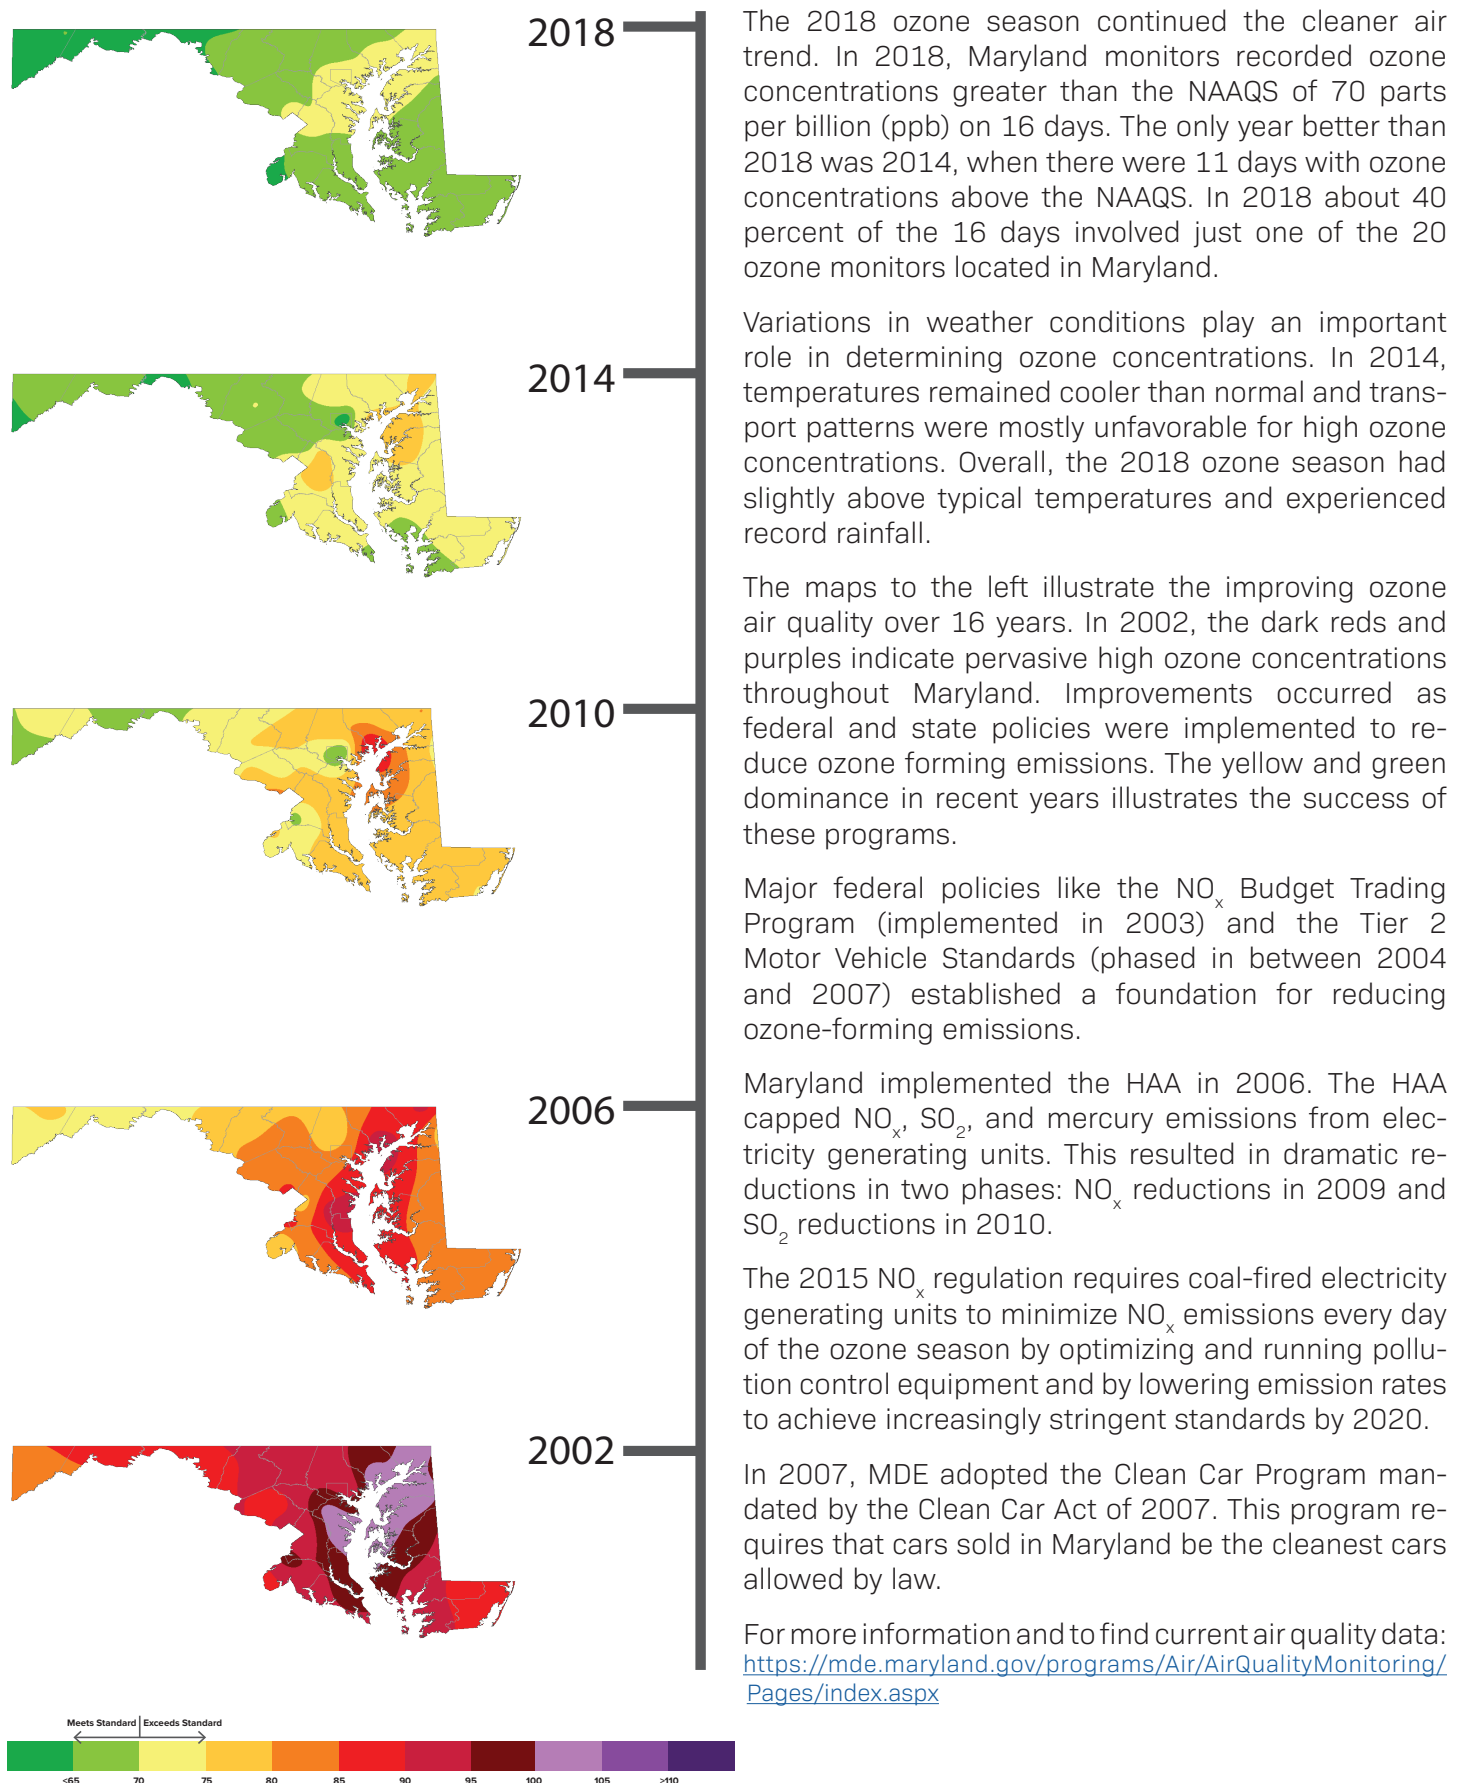 2018
2014
2010
2006
2002
Meets Standard Exceeds Standard
<65 70 75 80 85 90 95 100 105 >110
The 2018 ozone season continued the cleaner air
trend. In 2018, Maryland monitors recorded ozone
concentrations greater than the NAAQS of 70 parts
per billion (ppb) on 16 days. The only year better than
2018 was 2014, when there were 11 days with ozone
concentrations above the NAAQS. In 2018 about 40
percent of the 16 days involved just one of the 20
ozone monitors located in Maryland.
Variations in weather conditions play an important
role in determining ozone concentrations. In 2014,
temperatures remained cooler than normal and trans-
port patterns were mostly unfavorable for high ozone
concentrations. Overall, the 2018 ozone season had
slightly above typical temperatures and experienced
record rainfall.
The maps to the left illustrate the improving ozone
air quality over 16 years. In 2002, the dark reds and
purples indicate pervasive high ozone concentrations
throughout Maryland. Improvements occurred as
federal and state policies were implemented to re-
duce ozone forming emissions. The yellow and green
dominance in recent years illustrates the success of
these programs.
Major federal policies like the NOx Budget Trading
Program (implemented in 2003) and the Tier 2
Motor Vehicle Standards (phased in between 2004
and 2007) established a foundation for reducing
ozone-forming emissions.
Maryland implemented the HAA in 2006. The HAA
capped NOx, SO2, and mercury emissions from elec-
tricity generating units. This resulted in dramatic re-
ductions in two phases: NOx reductions in 2009 and
SO2 reductions in 2010.
The 2015 NOx regulation requires coal-fired electricity
generating units to minimize NOx emissions every day
of the ozone season by optimizing and running pollu-
tion control equipment and by lowering emission rates
to achieve increasingly stringent standards by 2020.
In 2007, MDE adopted the Clean Car Program man-
dated by the Clean Car Act of 2007. This program re-
quires that cars sold in Maryland be the cleanest cars
allowed by law.
For more information and to find current air quality data:
https://mde.maryland.gov/programs/Air/AirQualityMonitoring/
Pages/index.aspx